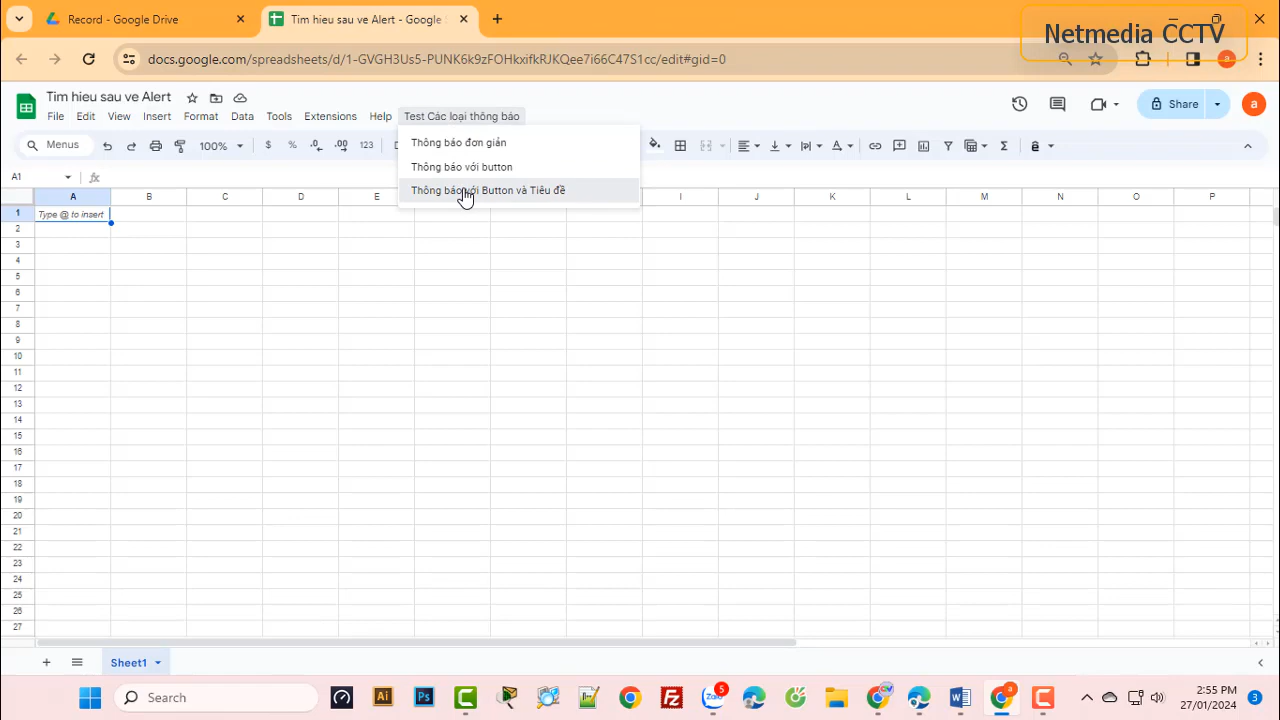 Record - Google Drive
Tim hieu sau ve Alert - Google
Netmedia CCTV
docs.google.com/spreadsheets/d/1-GVGH3Us5-PUNK6k9zFOHkxifkRJKQee7i66C47S1cc/edit#gid=0
a
Tim hieu sau ve Alert
Share
a
File Edit View Insert Format Data Tools Extensions Help Test Các loại thông báo
Menus 100% $ % .0 .00 123
Thông báo đơn giản
Thông báo với button
Thông báo với Button và Tiêu đề
A1 fx
A B C D E I J K L M N O P
1 Type @ to insert
2
3
4
5
6
7
8
9
10
11
12
13
14
15
16
17
18
19
20
21
22
23
24
25
26
27
Sheet1
Search
Ai Ps 5 a
2:55 PM
27/01/2024
3